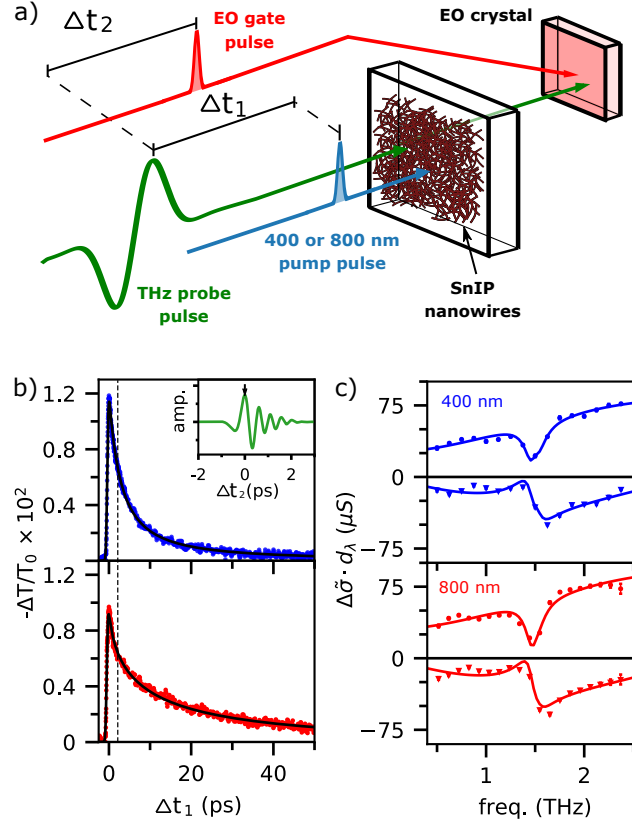 a)
Δt₂
EO gate
pulse
EO crystal
Δt₁
400 or 800 nm
pump pulse
THz probe
pulse
SnIP
nanowires
b)
-ΔT/T₀ × 10²
1.2
0.8
0.4
1.2
0.8
0.4
0
amp.
-2 0 2
Δt₂(ps)
0 20 40
Δt₁ (ps)
c)
Δσ̃ · d_λ (μS)
400 nm
75
0
−75
800 nm
75
0
−75
1 2
freq. (THz)